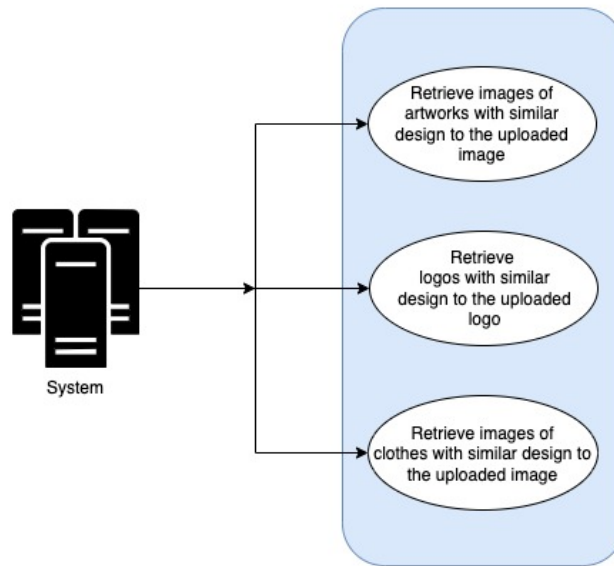 Retrieve images of
artworks with similar
design to the uploaded
image
Retrieve
logos with similar
design to the uploaded
logo
System
Retrieve images of
clothes with similar design to
the uploaded image